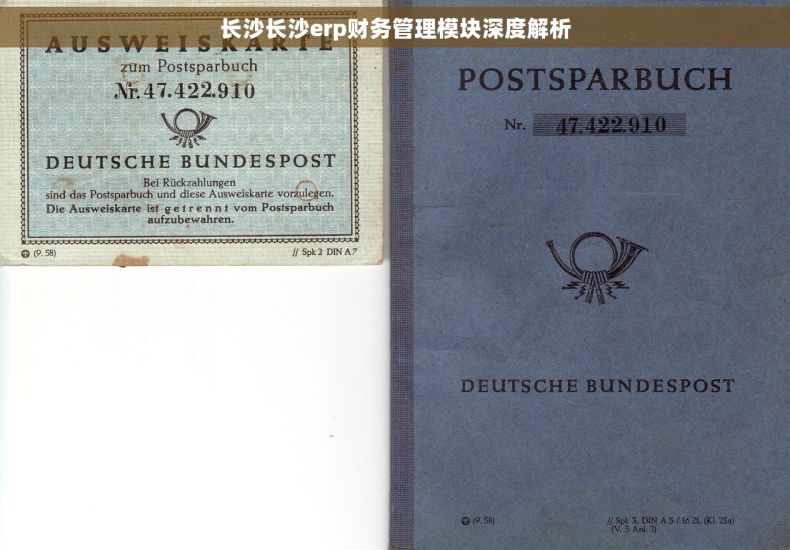 长沙长沙erp财务管理模块深度解析
AUSWEISKARTE
zum Postsparbuch
Nr. 47.422.910
DEUTSCHE BUNDESPOST
Bei Rückzahlungen
sind das Postsparbuch und diese Ausweiskarte vorzulegen.
Die Ausweiskarte ist getrennt vom Postsparbuch
aufzubewahren.
(9. 58)
// Spk 2 DIN A 7
POSTSPARBUCH
Nr. 47.422.910
DEUTSCHE BUNDESPOST
(9. 58)
// Spk 3, DIN A 5 / 16 Bl. (Kl. 23a)
(V. 5 Anl. 2)